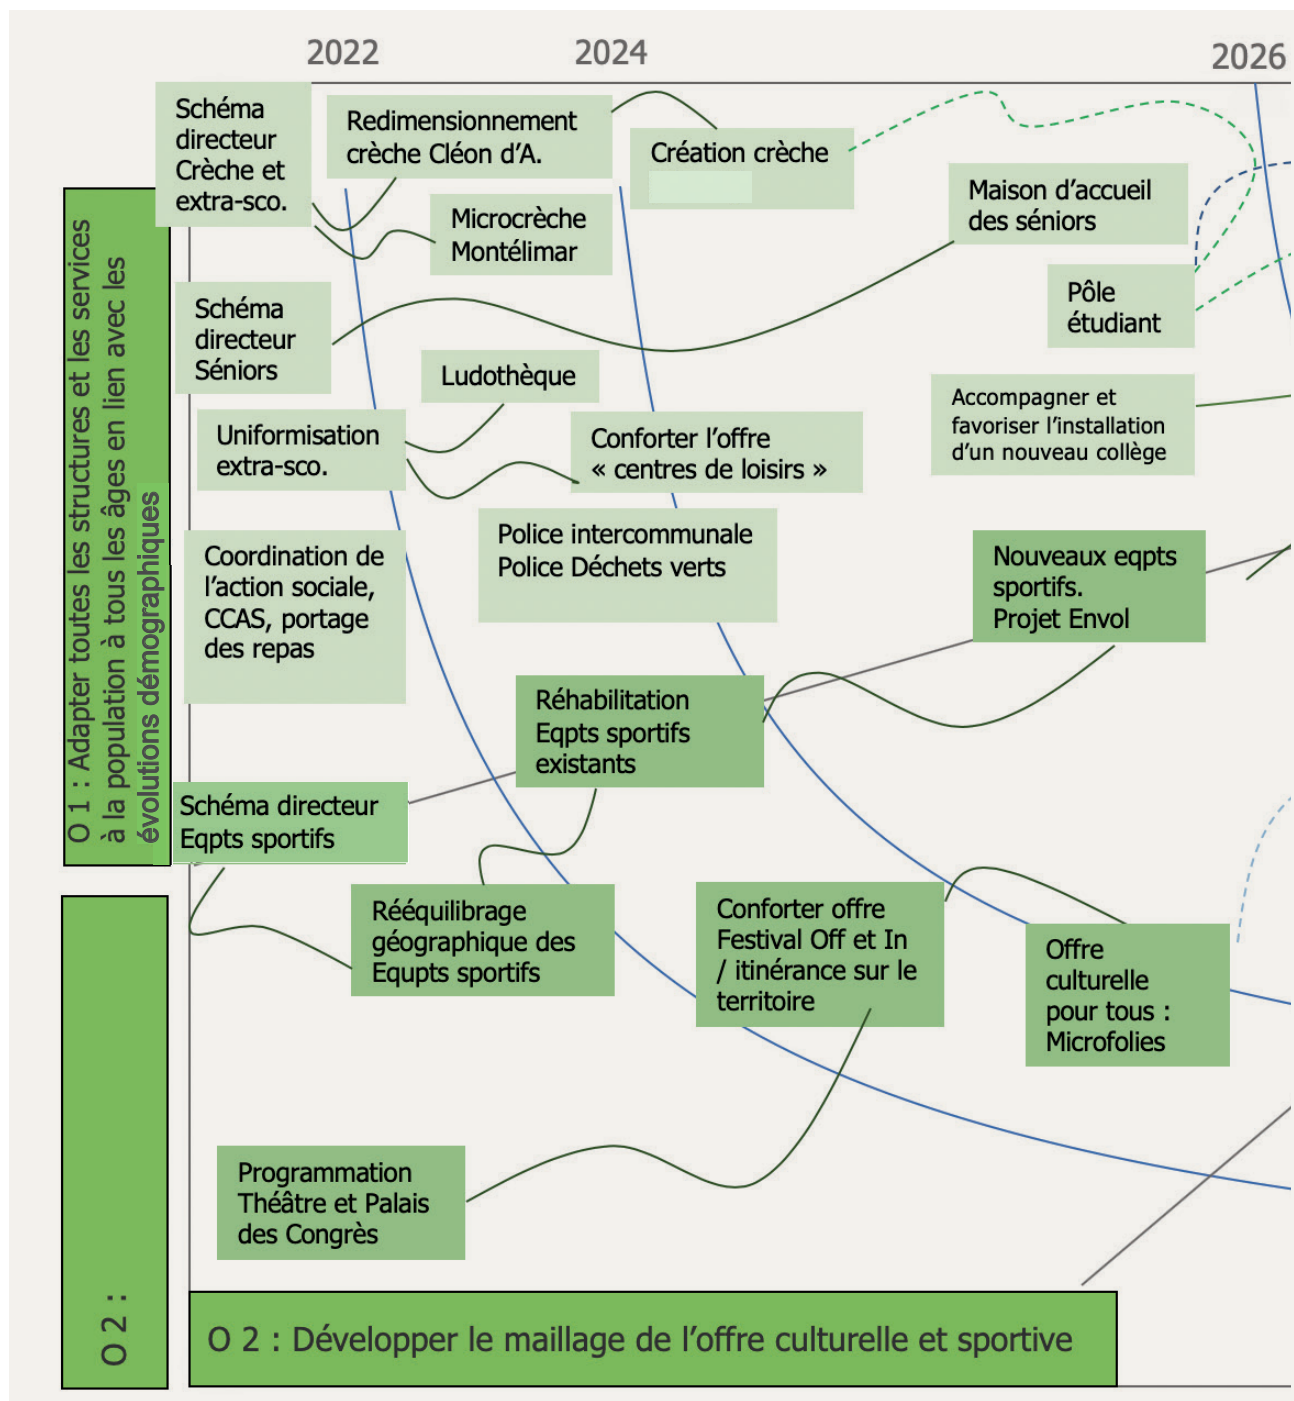 2022
2024
2026
Schéma
directeur
Crèche et
extra-sco.
Redimensionnement
crèche Cléon d’A.
Création crèche
Microcrèche
Montélimar
Maison d’accueil
des séniors
Pôle
étudiant
Schéma
directeur
Séniors
Ludothèque
Uniformisation
extra-sco.
Conforter l’offre
« centres de loisirs »
Accompagner et
favoriser l’installation
d’un nouveau collège
Police intercommunale
Police Déchets verts
Coordination de
l’action sociale,
CCAS, portage
des repas
Nouveaux eqpts
sportifs.
Projet Envol
Réhabilitation
Eqpts sportifs
existants
Schéma directeur
Eqpts sportifs
Rééquilibrage
géographique des
Equpts sportifs
Conforter offre
Festival Off et In
/ itinérance sur le
territoire
Offre
culturelle
pour tous :
Microfolies
Programmation
Théâtre et Palais
des Congrès
O 1 : Adapter toutes les structures et les services
à la population à tous les âges en lien avec les
évolutions démographiques
O 2 :
O 2 : Développer le maillage de l’offre culturelle et sportive